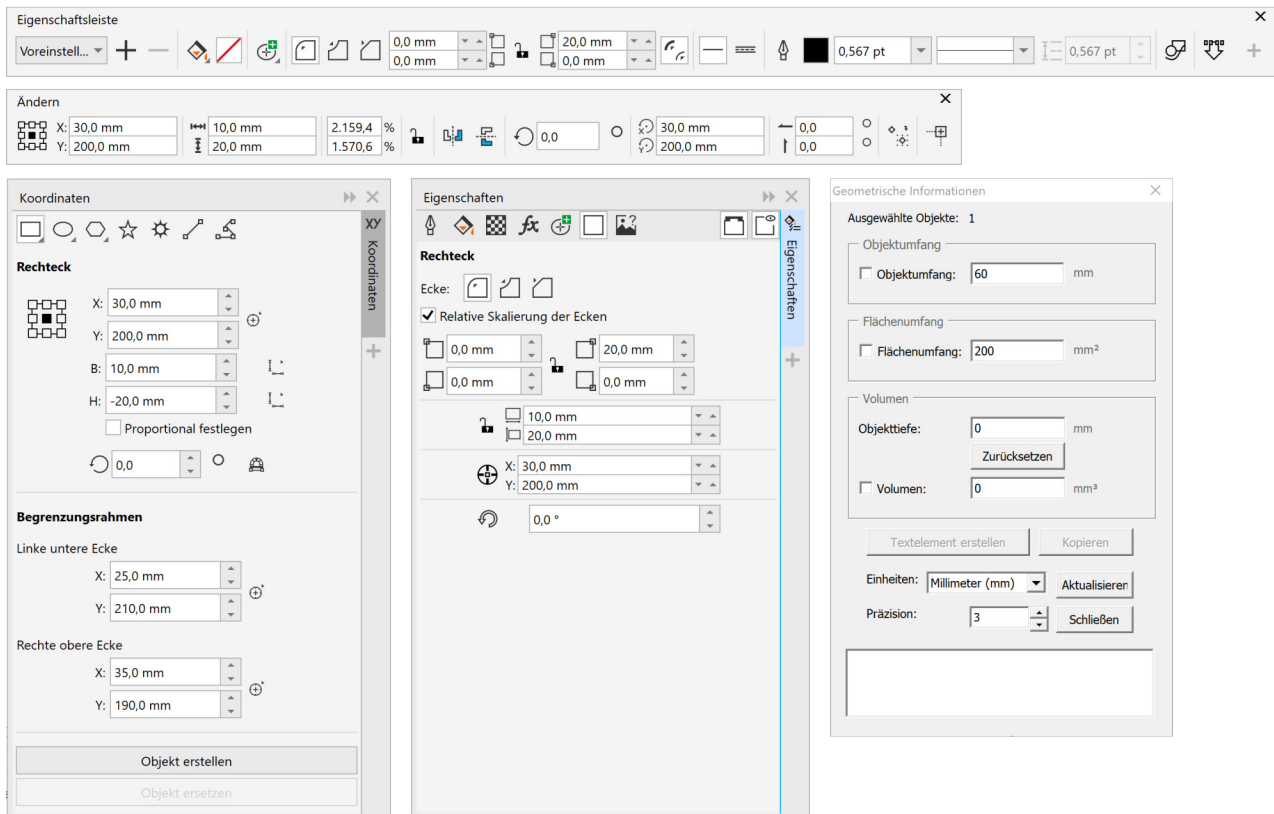 Eigenschaftsleiste
Voreinstell... 0,0 mm 20,0 mm 0,567 pt 0,567 pt
0,0 mm 0,0 mm
Ändern
X: 30,0 mm 10,0 mm 2.159,4 % 0,0 30,0 mm 0,0
Y: 200,0 mm 20,0 mm 1.570,6 % 200,0 mm 0,0
Koordinaten
XY Koordinaten
Rechteck
X: 30,0 mm
Y: 200,0 mm
B: 10,0 mm
H: -20,0 mm
Proportional festlegen
0,0
Begrenzungsrahmen
Linke untere Ecke
X: 25,0 mm
Y: 210,0 mm
Rechte obere Ecke
X: 35,0 mm
Y: 190,0 mm
Objekt erstellen
Objekt ersetzen
Eigenschaften
fx
Eigenschaften
Rechteck
Ecke:
Relative Skalierung der Ecken
0,0 mm 20,0 mm
0,0 mm 0,0 mm
10,0 mm
20,0 mm
X: 30,0 mm
Y: 200,0 mm
0,0 °
Geometrische Informationen
Ausgewählte Objekte: 1
Objektumfang
Objektumfang: 60 mm
Flächenumfang
Flächenumfang: 200 mm²
Volumen
Objekttiefe: 0 mm
Zurücksetzen
Volumen: 0 mm³
Textelement erstellen Kopieren
Einheiten: Millimeter (mm) Aktualisieren
Präzision: 3 Schließen